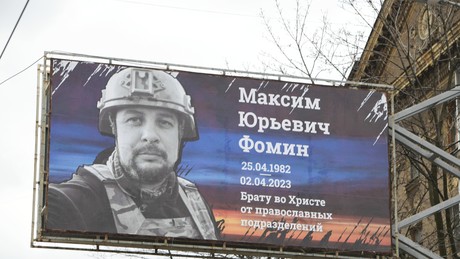 Максим
Юрьевич
Фомин
25.04.1982
02.04.2023
Брату во Христе
от православных
подразделений